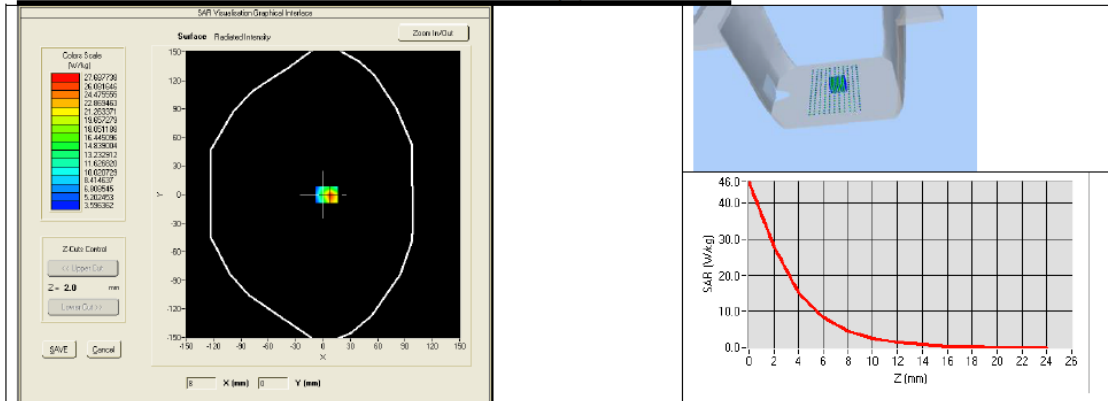 SAR Visualisation Graphical Interface
Surface Radiated Intensity
Zoom In/Out
Colors Scale
(W/kg)
27.697738
26.091646
24.475555
22.869463
21.263371
19.657279
18.051188
16.445096
14.839004
13.232912
11.626820
10.020729
8.414637
6.808545
5.202453
3.596362
150-
120-
90-
60-
30-
Y
0-
-30-
-60-
-90-
-120-
-150-
-150 -120 -90 -60 -30 0 30 60 90 120 150
X
Z-Cuts Control
<< Upper Cut
Z = 2.0 mm
Lower Cut >>
SAVE Cancel
8 X (mm) 0 Y (mm)
46.0
40.0
30.0
20.0
10.0
0.0
SAR (W/kg)
0 2 4 6 8 10 12 14 16 18 20 22 24 26
Z (mm)